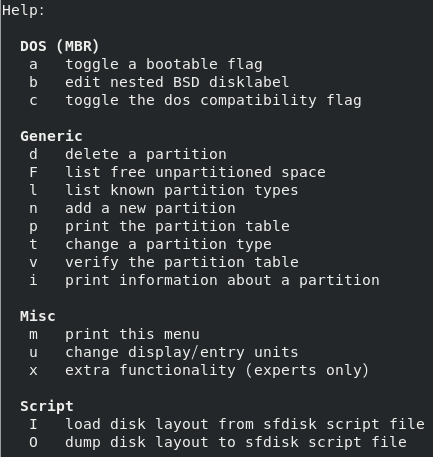 Help:
DOS (MBR)
a   toggle a bootable flag
b   edit nested BSD disklabel
c   toggle the dos compatibility flag
Generic
d   delete a partition
F   list free unpartitioned space
l   list known partition types
n   add a new partition
p   print the partition table
t   change a partition type
v   verify the partition table
i   print information about a partition
Misc
m   print this menu
u   change display/entry units
x   extra functionality (experts only)
Script
I   load disk layout from sfdisk script file
O   dump disk layout to sfdisk script file